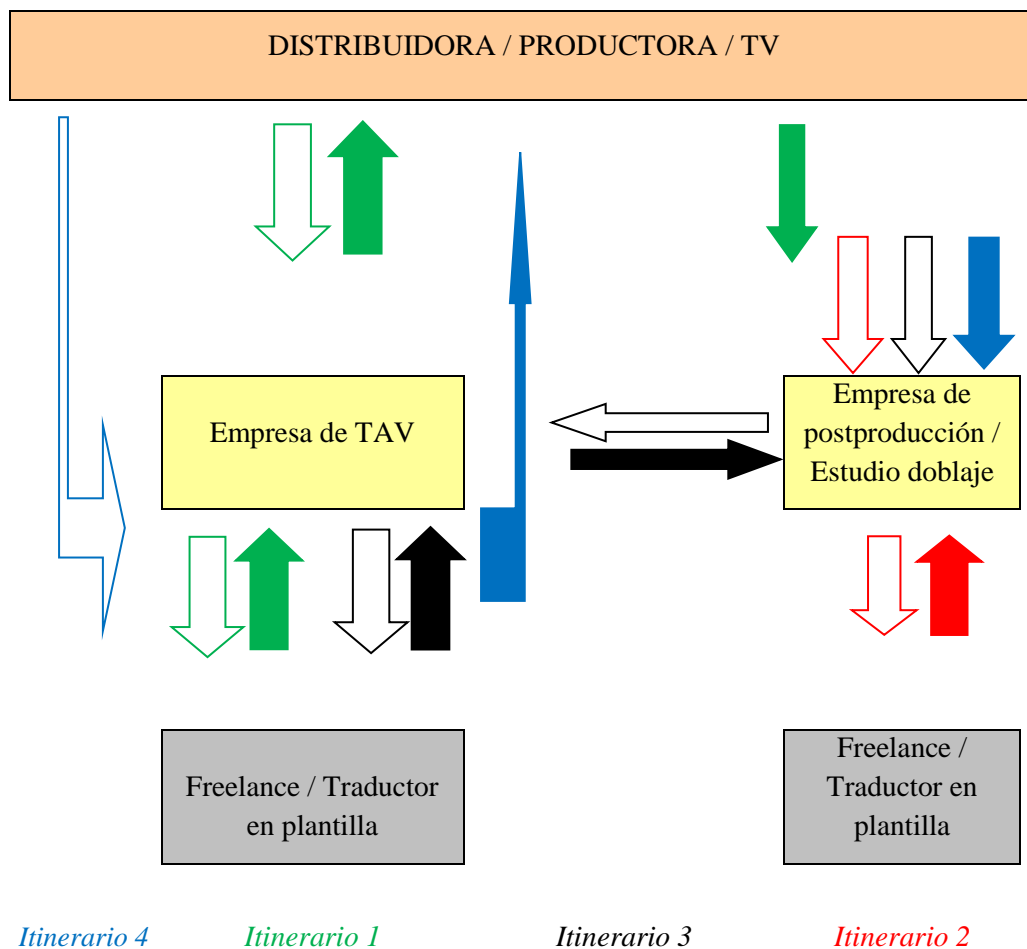 DISTRIBUIDORA / PRODUCTORA / TV
Empresa de TAV
Empresa de
postproducción /
Estudio doblaje
Freelance / Traductor
en plantilla
Freelance /
Traductor en
plantilla
Itinerario 4
Itinerario 1
Itinerario 3
Itinerario 2